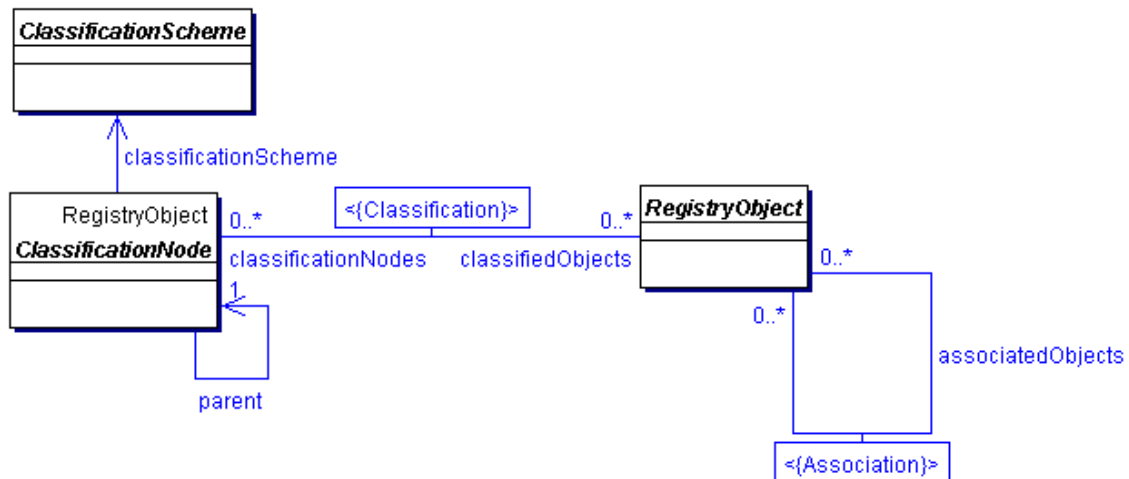 ClassificationScheme
classificationScheme
RegistryObject
ClassificationNode
0..*
<{Classification}>
0..*
RegistryObject
classificationNodes
classifiedObjects
1
0..*
0..*
associatedObjects
parent
<{Association}>